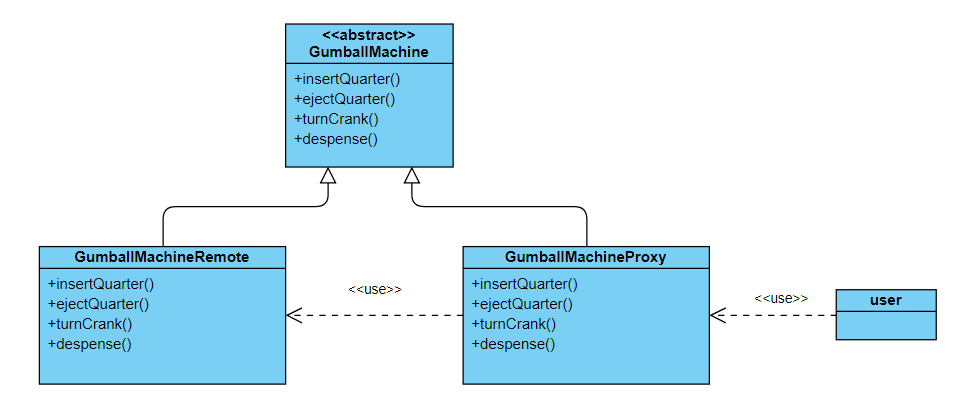 <<abstract>>
GumballMachine
+insertQuarter()
+ejectQuarter()
+turnCrank()
+despense()
GumballMachineRemote
+insertQuarter()
+ejectQuarter()
+turnCrank()
+despense()
<<use>>
GumballMachineProxy
+insertQuarter()
+ejectQuarter()
+turnCrank()
+despense()
<<use>>
user